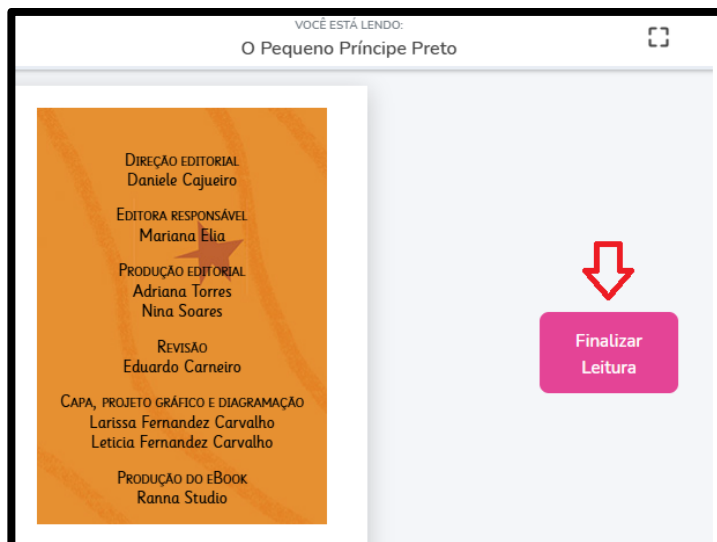 VOCÊ ESTÁ LENDO:
O Pequeno Príncipe Preto
Direção editorial
Daniele Cajueiro
Editora responsável
Mariana Elia
Produção editorial
Adriana Torres
Nina Soares
Revisão
Eduardo Carneiro
Capa, projeto gráfico e diagramação
Larissa Fernandez Carvalho
Leticia Fernandez Carvalho
Produção do eBook
Ranna Studio
Finalizar
Leitura